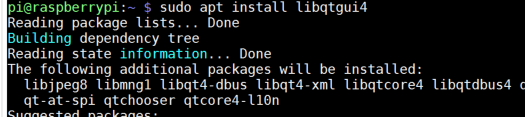 pi@raspberrypi:~ $ sudo apt install libqtgui4
Reading package lists... Done
Building dependency tree
Reading state information... Done
The following additional packages will be installed:
  libjpeg8 libmng1 libqt4-dbus libqt4-xml libqtcore4 libqtdbus4
  qt-at-spi qtchooser qtcore4-l10n
Suggested packages: